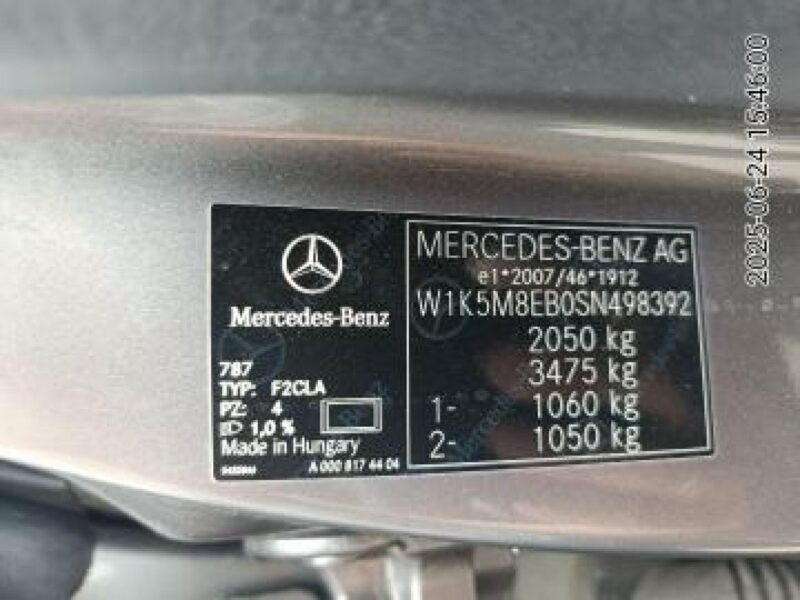 Mercedes-Benz
787
TYP: F2CLA
PZ: 4
1,0 %
Made in Hungary
A 000 817 44 04
MERCEDES-BENZ AG
e1*2007/46*1912
W1K5M8EB0SN498392
2050 kg
3475 kg
1- 1060 kg
2- 1050 kg
2025-06-24 15:46:00